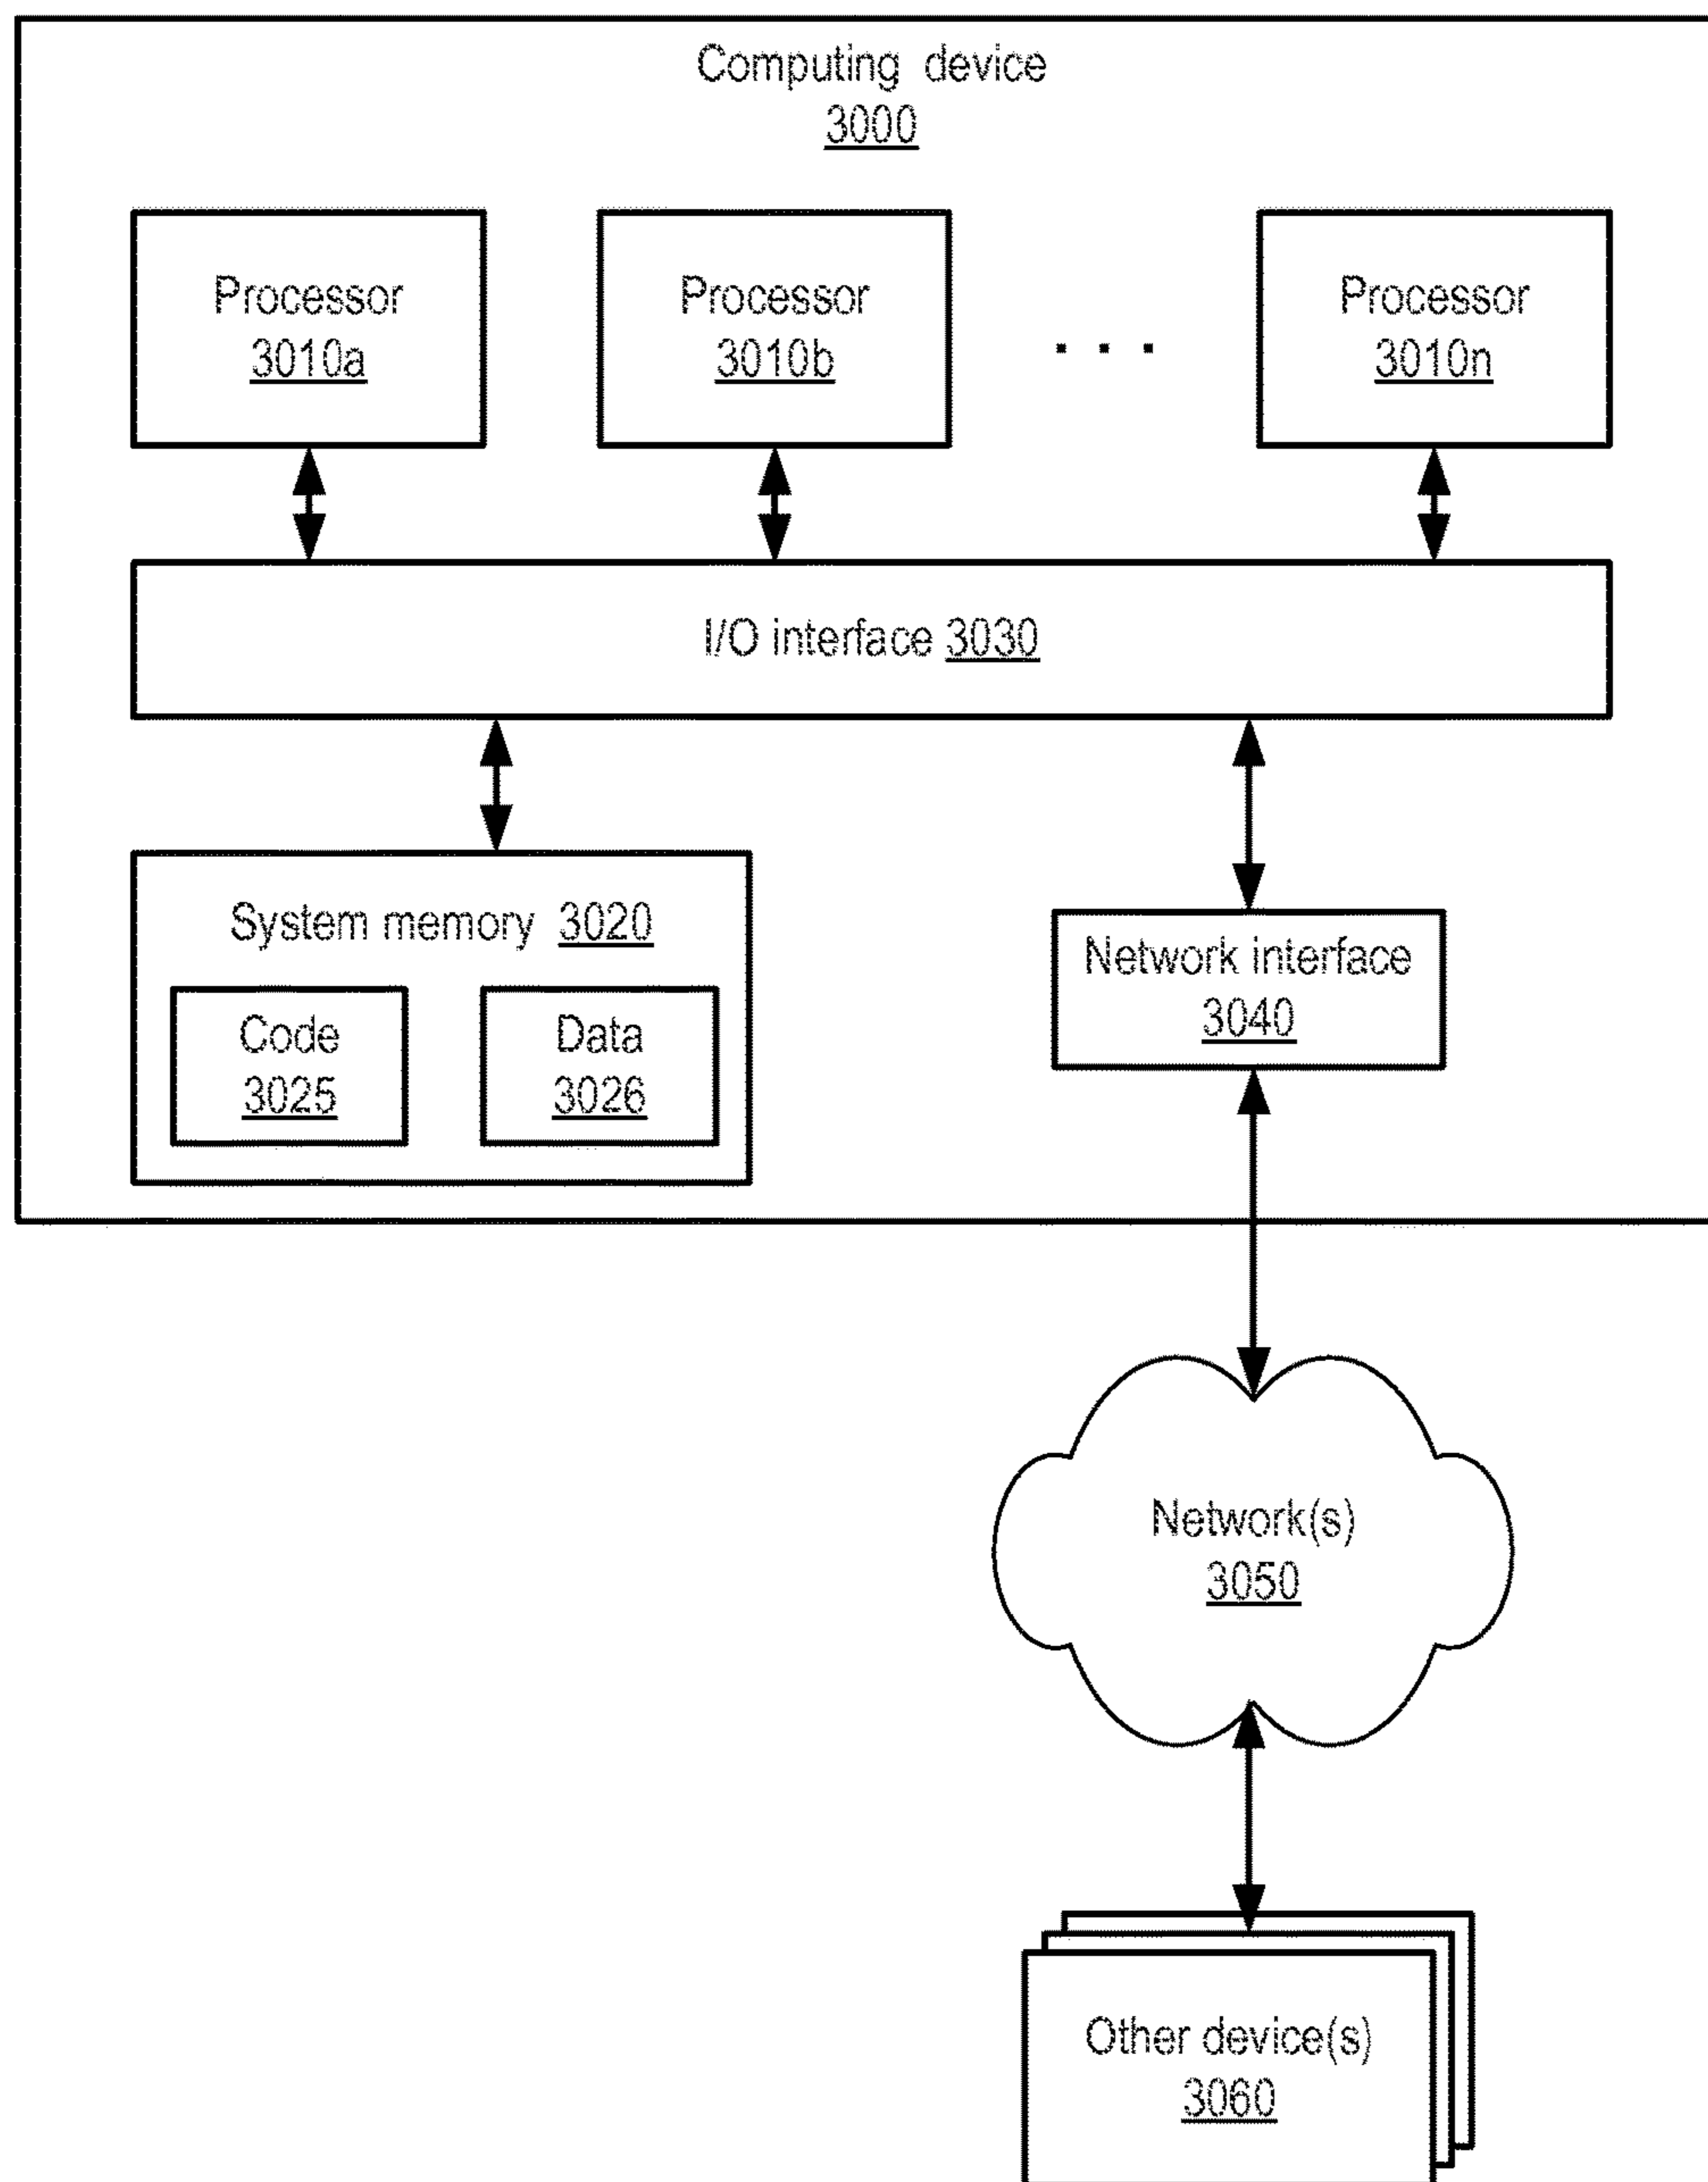 Computing device
3000
Processor
3010a
Processor
3010b
. . .
Processor
3010n
I/O interface 3030
System memory 3020
Code
3025
Data
3026
Network interface
3040
Network(s)
3050
Other device(s)
3060